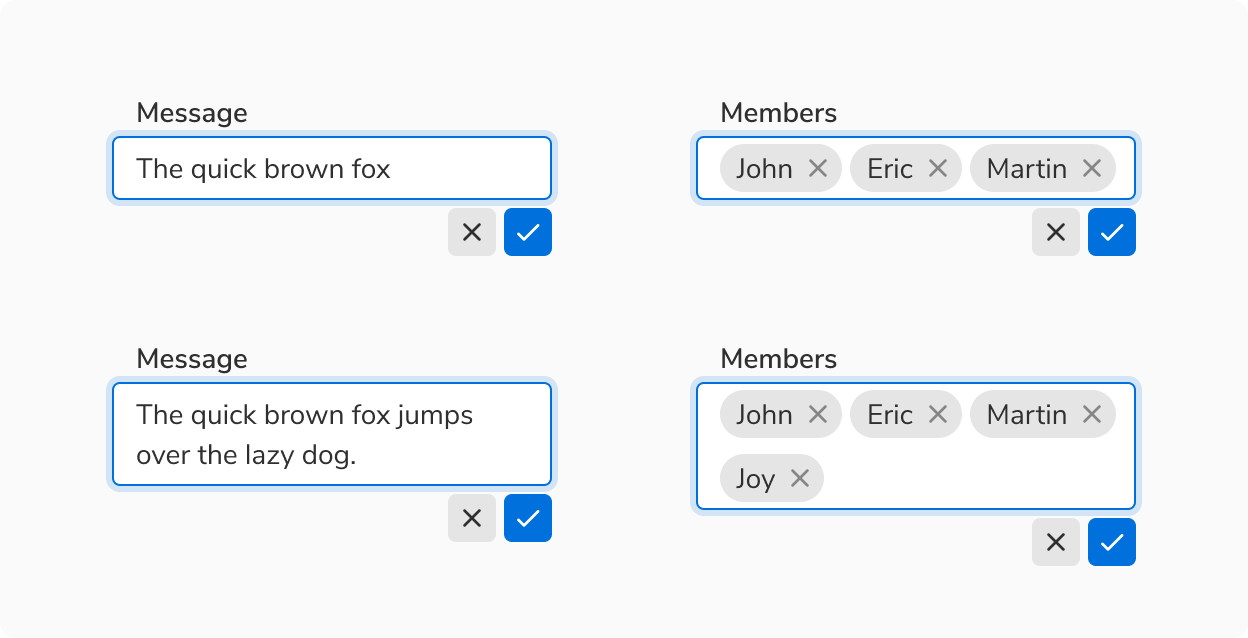 Message
The quick brown fox
Members
John Eric Martin
Message
The quick brown fox jumps
over the lazy dog.
Members
John Eric Martin
Joy